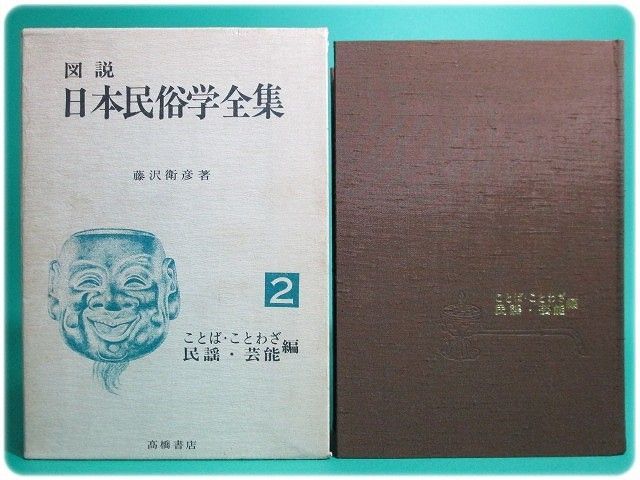 図説
日本民俗学全集
藤沢衛彦著
2
ことば・ことわざ
民謡・芸能
編
高橋書店
ことば・ことわざ
民謡・芸能
編